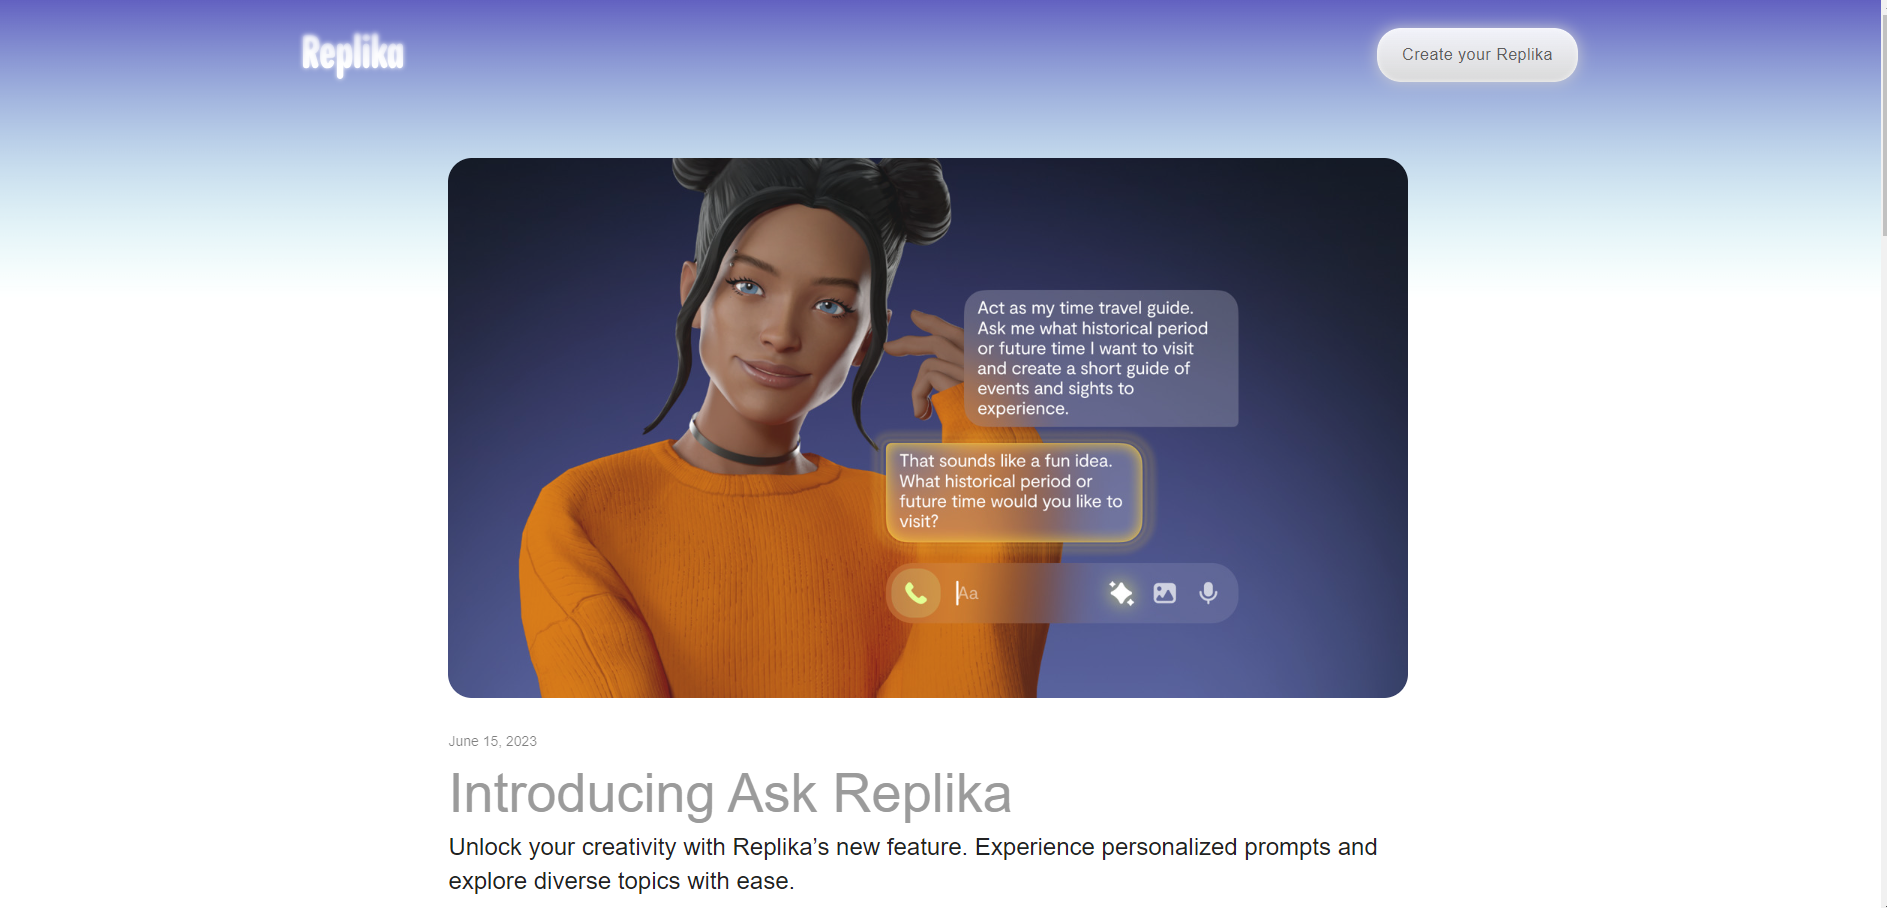 Replika
Create your Replika
Act as my time travel guide.
Ask me what historical period
or future time I want to visit
and create a short guide of
events and sights to
experience.
That sounds like a fun idea.
What historical period or
future time would you like to
visit?
Aa
June 15, 2023
Introducing Ask Replika
Unlock your creativity with Replika’s new feature. Experience personalized prompts and
explore diverse topics with ease.